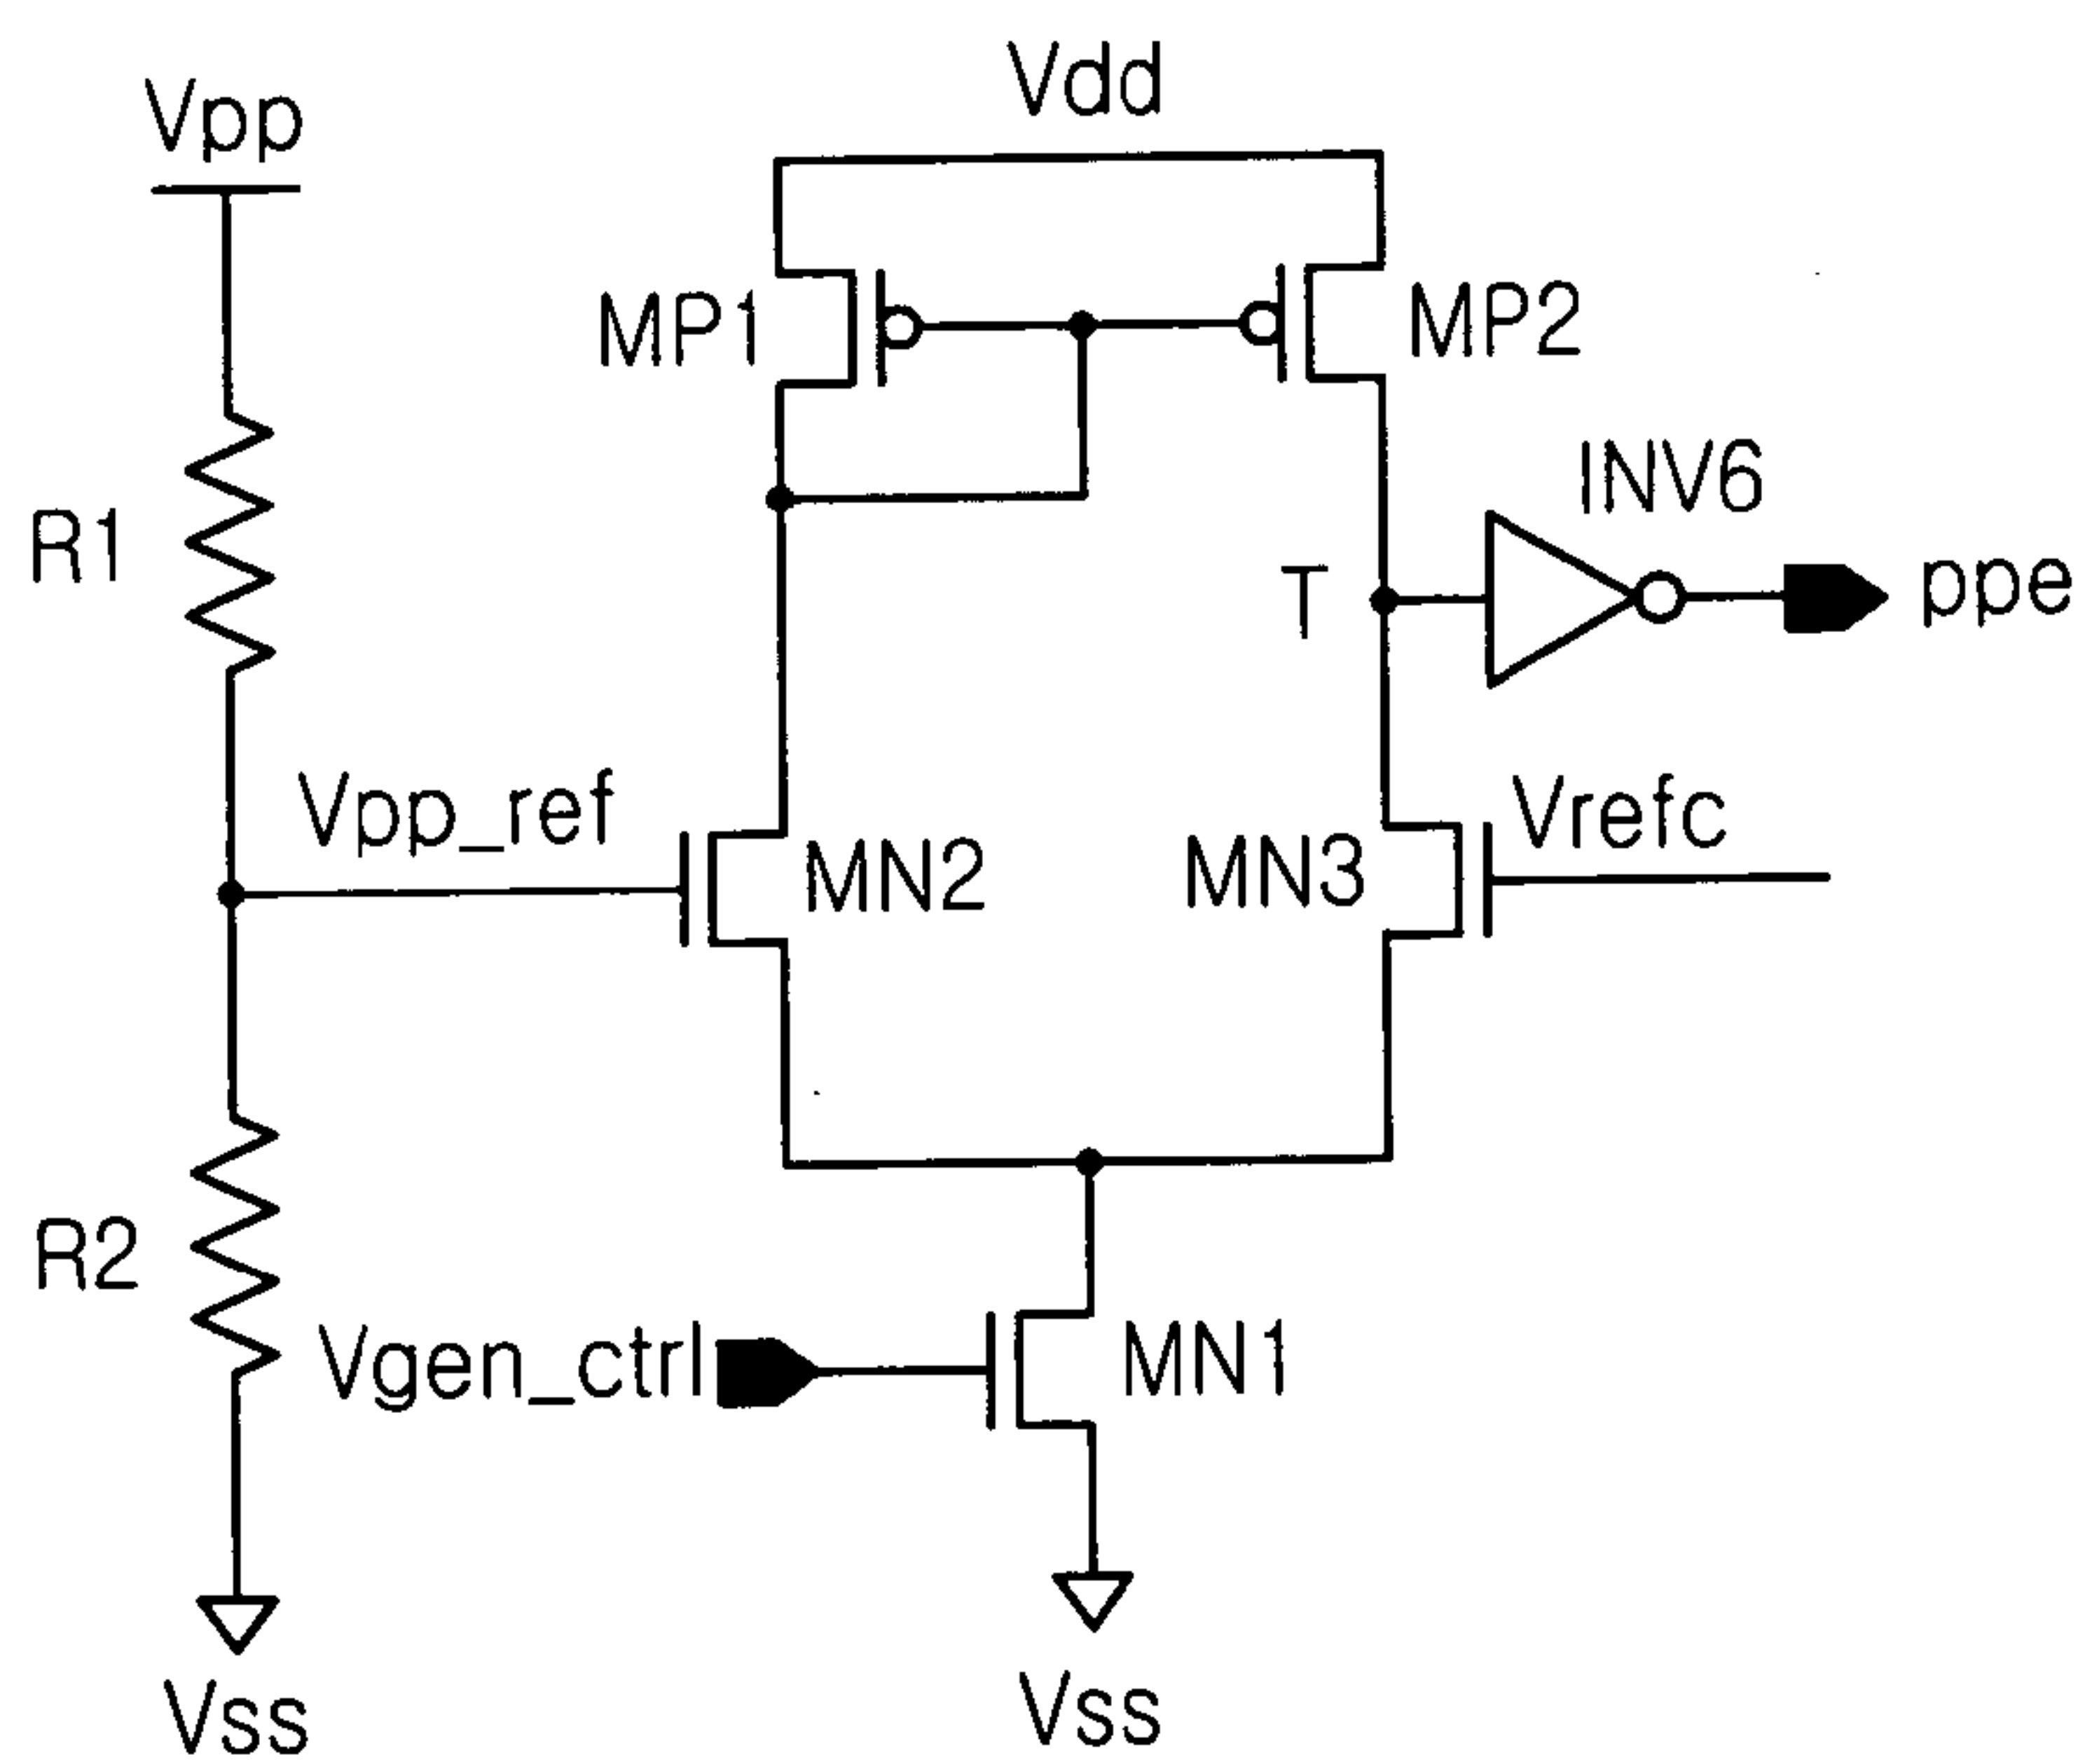 Vdd
Vpp
MP1
MP2
INV6
R1
T
ppe
Vpp_ref
Vrefc
MN2
MN3
R2
Vgen_ctrl
MN1
Vss
Vss